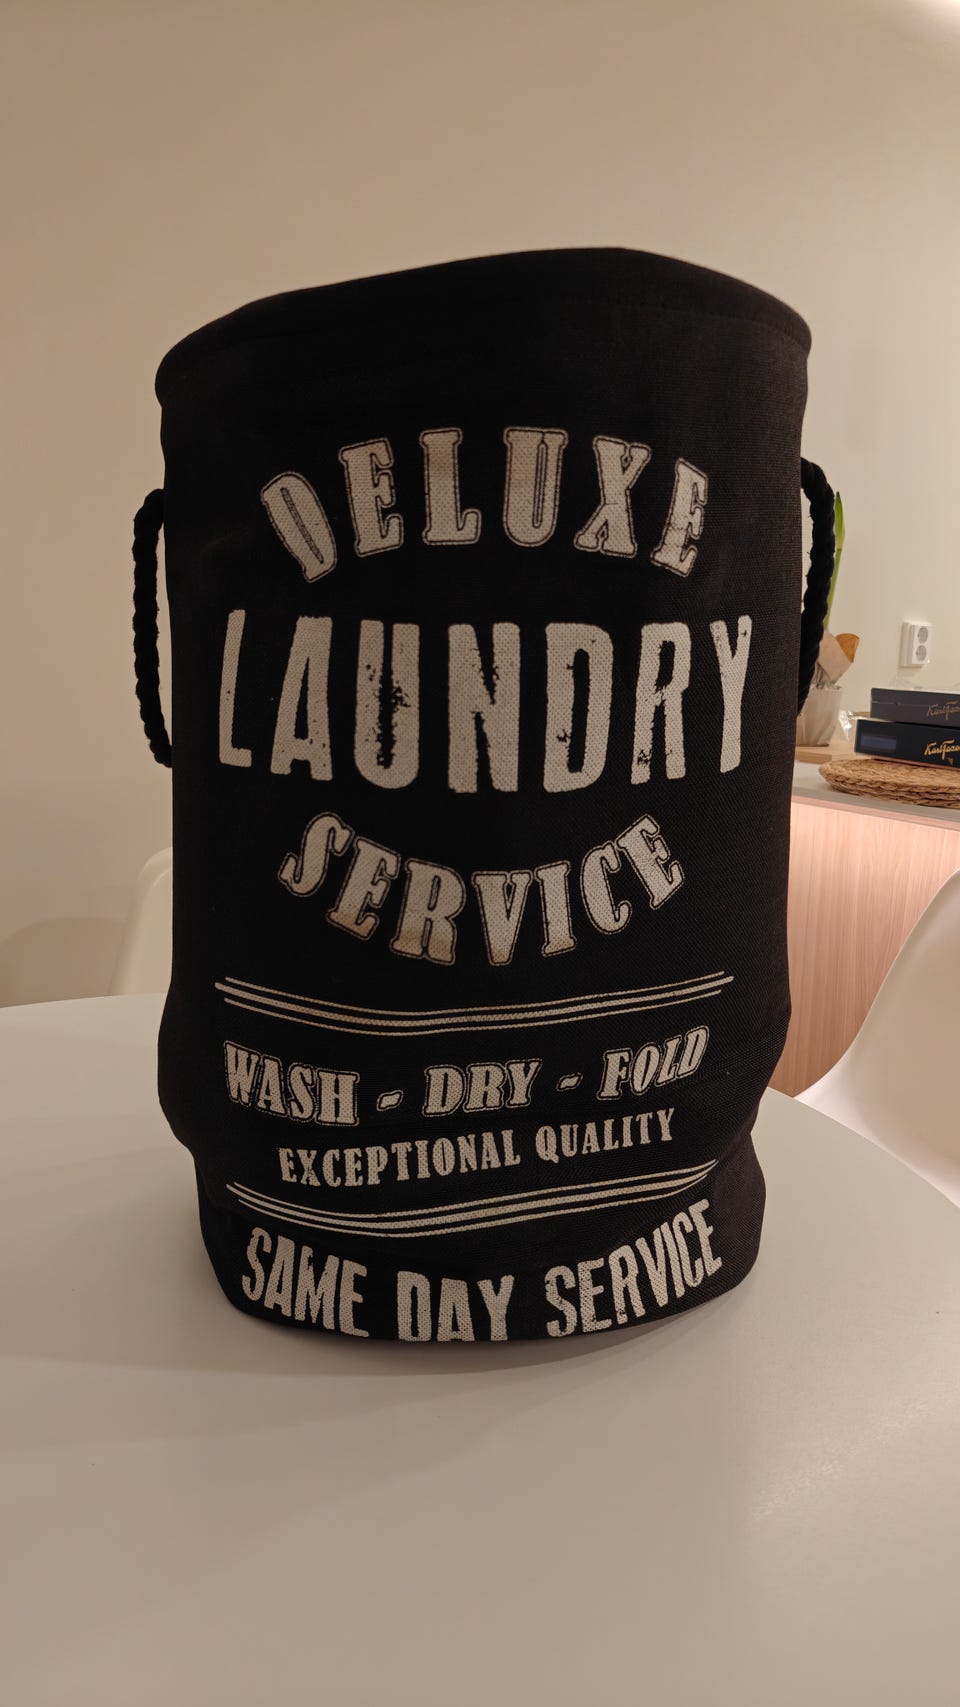 DELUXE
LAUNDRY
SERVICE
WASH - DRY - FOLD
EXCEPTIONAL QUALITY
SAME DAY SERVICE